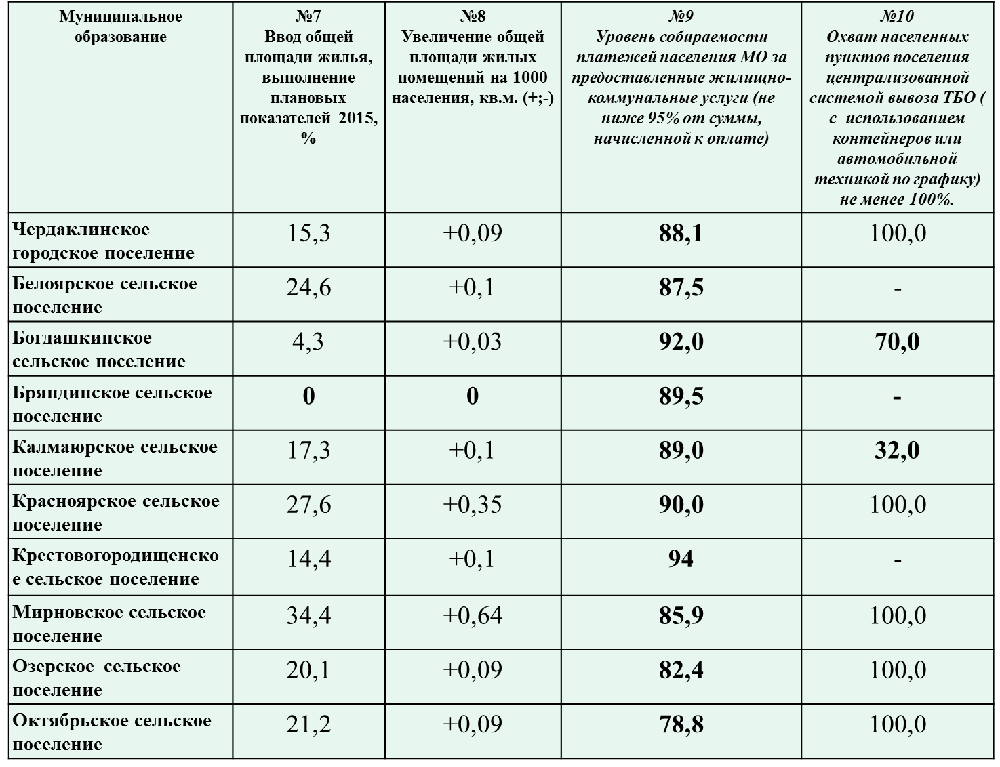 Муниципальное
образование
№7
Ввод общей
площади жилья,
выполнение
плановых
показателей 2015,
%
№8
Увеличение общей
площади жилых
помещений на 1000
населения, кв.м. (+;-)
№9
Уровень собираемости
платежей населения МО за
предоставленные жилищно-
коммунальные услуги (не
ниже 95% от суммы,
начисленной к оплате)
№10
Охват населенных
пунктов поселения
централизованной
системой вывоза ТБО (
с использованием
контейнеров или
автомобильной
техникой по графику)
не менее 100%.
Чердаклинское
городское поселение
15,3
+0,09
88,1
100,0
Белоярское сельское
поселение
24,6
+0,1
87,5
-
Богдашкинское
сельское поселение
4,3
+0,03
92,0
70,0
Бряндинское сельское
поселение
0
0
89,5
-
Калмаюрское сельское
поселение
17,3
+0,1
89,0
32,0
Красноярское сельское
поселение
27,6
+0,35
90,0
100,0
Крестовогородищенско
е сельское поселение
14,4
+0,1
94
-
Мирновское сельское
поселение
34,4
+0,64
85,9
100,0
Озерское сельское
поселение
20,1
+0,09
82,4
100,0
Октябрьское сельское
поселение
21,2
+0,09
78,8
100,0